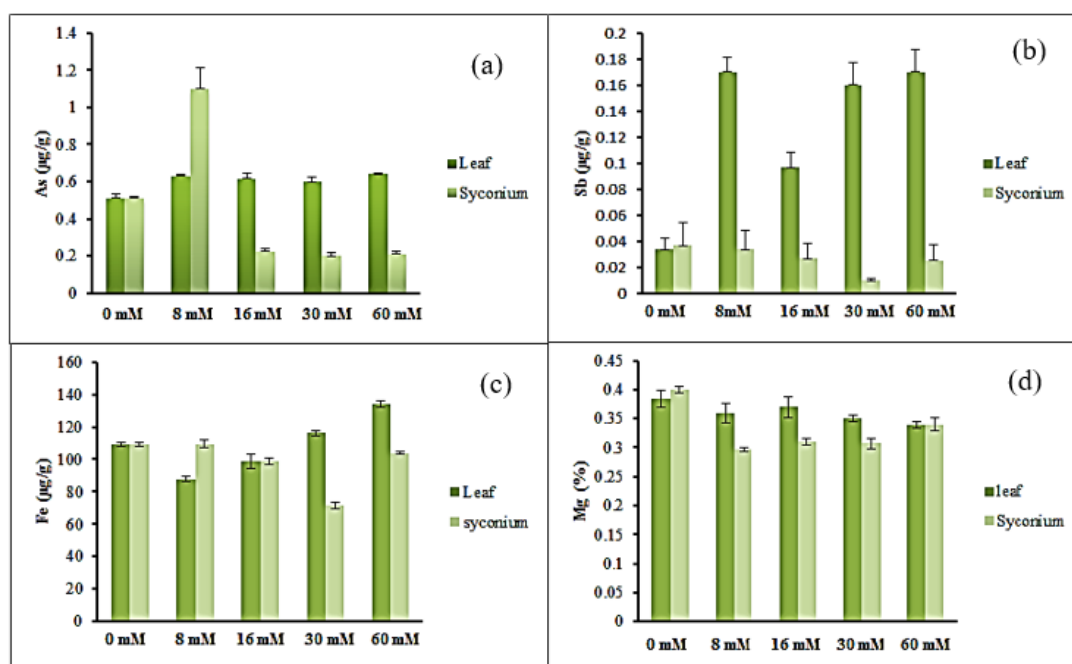 (a)
As (µg/g)
1.4
1.2
1
0.8
0.6
0.4
0.2
0
0 mM 8 mM 16 mM 30 mM 60 mM
Leaf
Syconium
(b)
Sb (µg/g)
0.2
0.18
0.16
0.14
0.12
0.1
0.08
0.06
0.04
0.02
0
0 mM 8mM 16 mM 30 mM 60 mM
Leaf
Syconium
(c)
Fe (µg/g)
160
140
120
100
80
60
40
20
0
0 mM 8 mM 16 mM 30 mM 60 mM
Leaf
syconium
(d)
Mg (%)
0.45
0.4
0.35
0.3
0.25
0.2
0.15
0.1
0.05
0
0 mM 8 mM 16 mM 30 mM 60 mM
leaf
Syconium